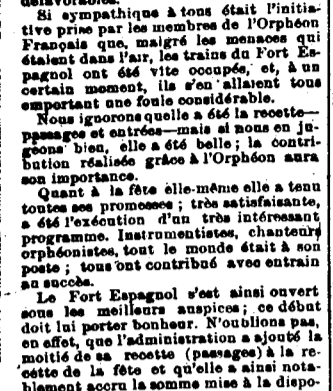 défavorables.
Si sympathique à tous était l'initia-
tive prise par les membres de l'Orphéon
Français que, malgré les menaces qui
étaient dans l'air, les trains du Fort Es-
pagnol ont été vite occupés, et, à un
certain moment, ils s'en allaient tous
emportant une foule considérable.
Nous ignorons quelle a été la recette—
passages et entrées—mais si nous en ju-
geons bien, elle a été belle; la contri-
bution réalisée grâce à l'Orphéon aura
son importance.
Quant à la fête elle-même elle a tenu
toutes ses promesses; très satisfaisante,
a été l'exécution d'un très intéressant
programme. Instrumentistes, chanteurs
orphéonistes, tout le monde était à son
poste; tous ont contribué avec entrain
au succès.
Le Fort Espagnol s'est ainsi ouvert
sous les meilleurs auspices; ce début
doit lui porter bonheur. N'oublions pas,
en effet, que l'administration a ajouté la
moitié de sa recette (passages) à la re-
cette de la fête et qu'elle a ainsi nota-
blement accru la somme mise à la dispo-